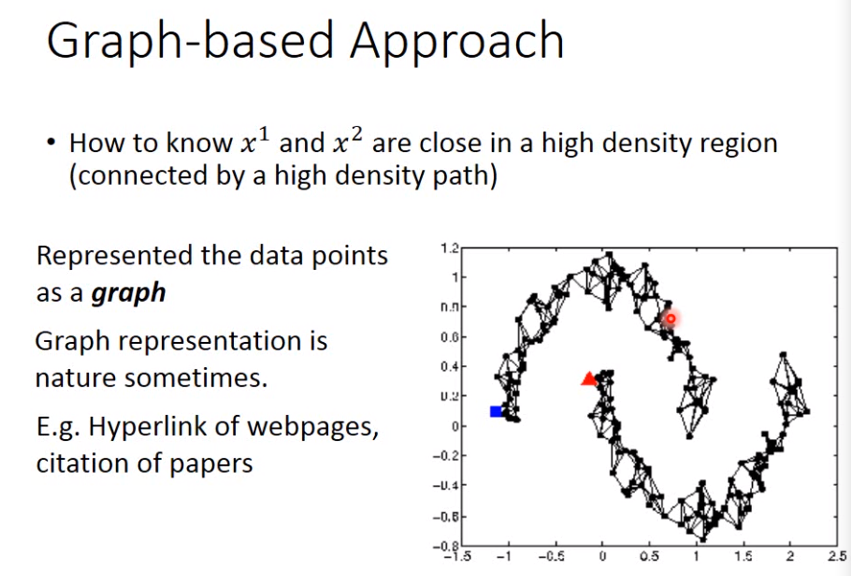 Graph-based Approach
• How to know x¹ and x² are close in a high density region
(connected by a high density path)
Represented the data points
as a graph
Graph representation is
nature sometimes.
E.g. Hyperlink of webpages,
citation of papers
1.2
1
0.8
0.6
0.4
0.2
0
−0.2
−0.4
−0.6
−0.8
−1.5 −1 −0.5 0 0.5 1 1.5 2 2.5